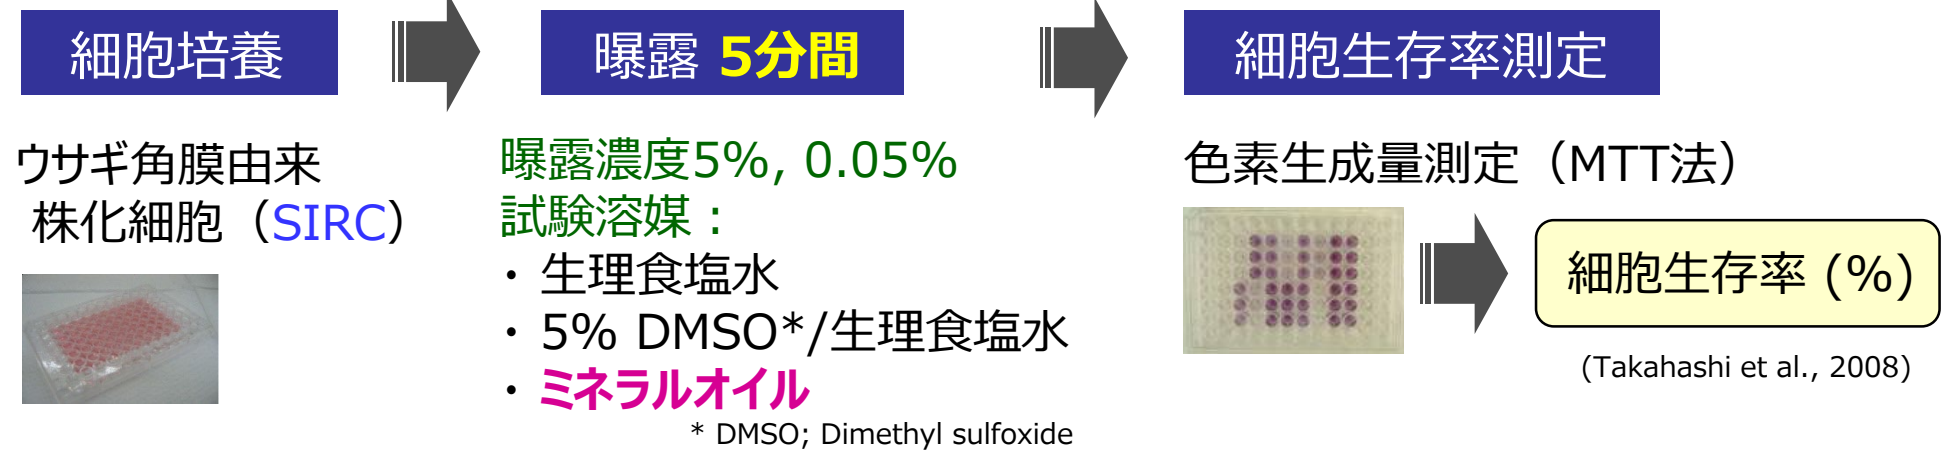 細胞培養
ウサギ角膜由来
株化細胞（SIRC）
曝露 5分間
曝露濃度5%, 0.05%
試験溶媒：
・生理食塩水
・5% DMSO*/生理食塩水
・ミネラルオイル
* DMSO; Dimethyl sulfoxide
細胞生存率測定
色素生成量測定（MTT法）
細胞生存率 (%)
(Takahashi et al., 2008)